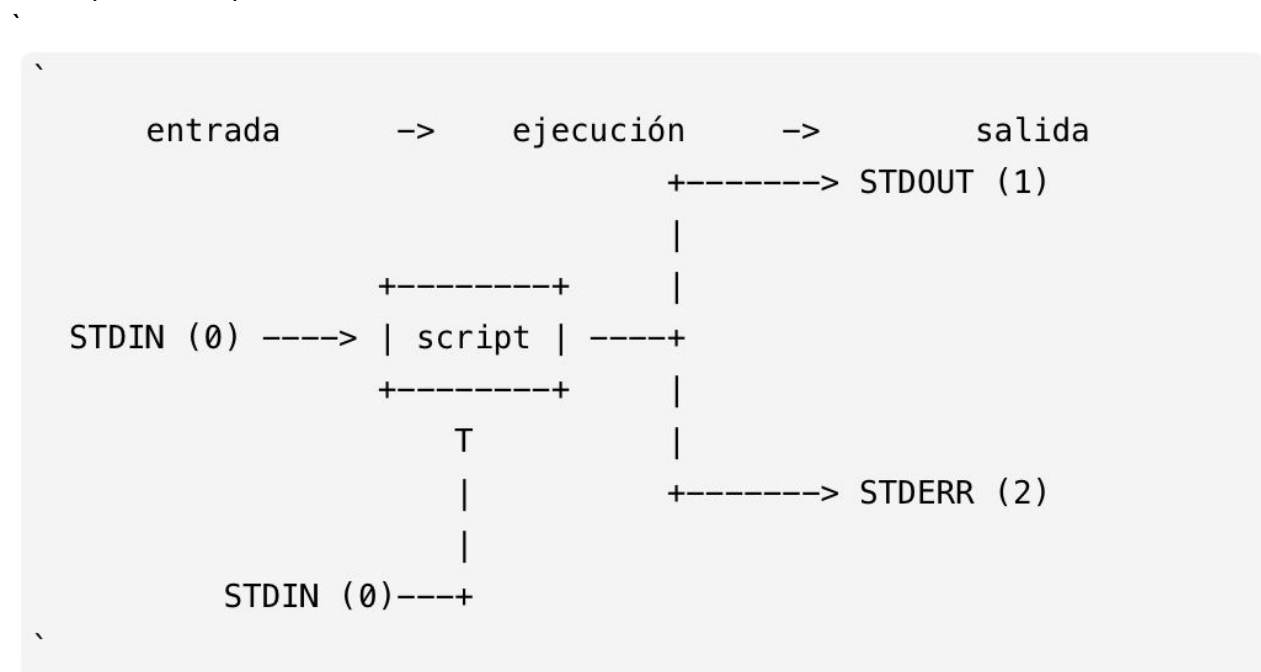 `
`
entrada      ->    ejecución     ->        salida
                                +-------> STDOUT (1)
                                |
                 +--------+     |
 STDIN (0) ----> | script | ----+
                 +--------+     |
                     T          |
                     |          +-------> STDERR (2)
                     |
         STDIN (0)---+
`